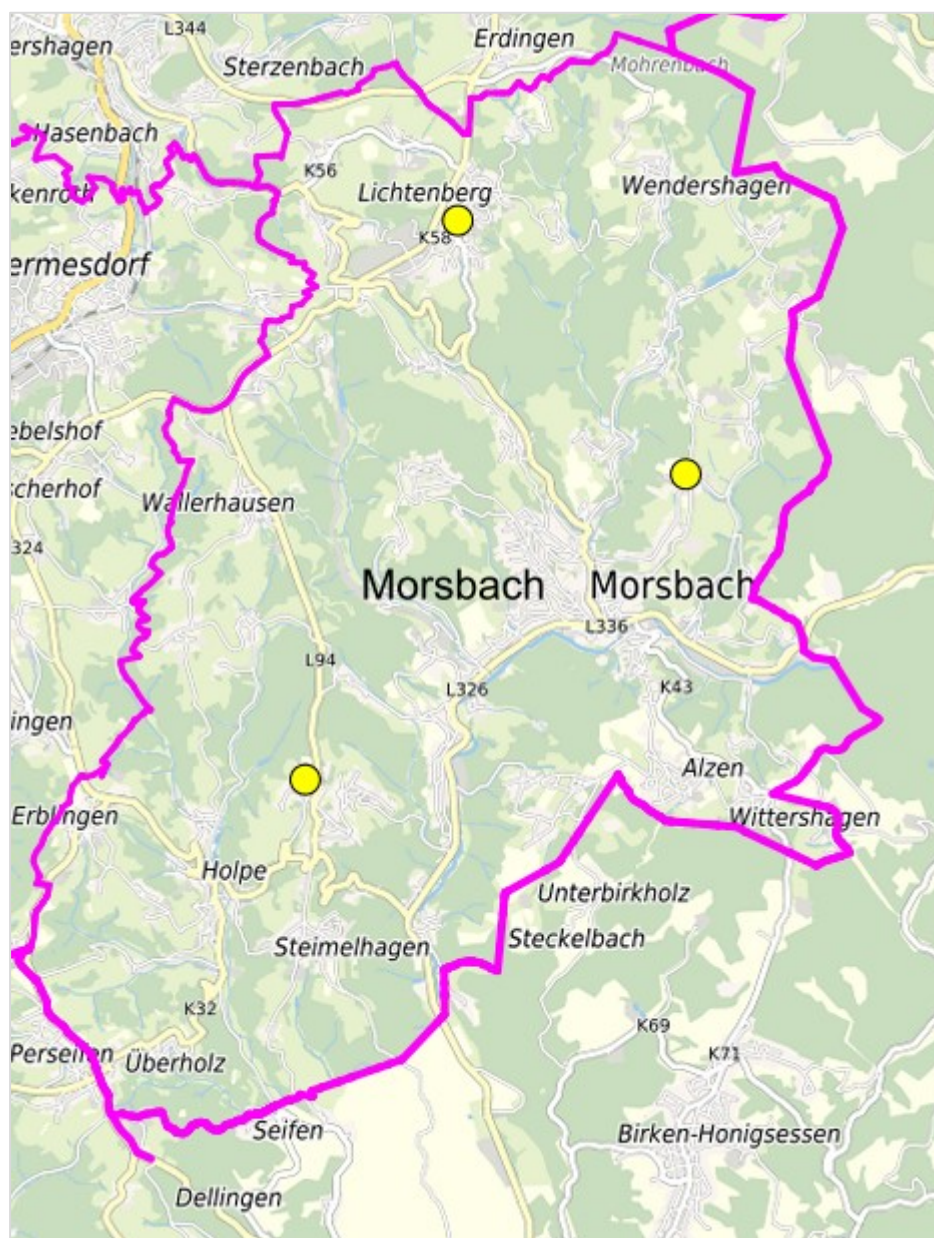 L344
ershagen
Erdingen
Sterzenbach
Mohrenbach
Hasenbach
K56
kenroth
Lichtenberg
Wendershagen
K58
ermesdorf
ebelshof
scherhof
Wallerhausen
324
Morsbach
Morsbach
L336
L94
K43
L326
ingen
Alzen
Erblingen
Wittershagen
Holpe
Unterbirkholz
Steimelhagen
Steckelbach
K32
K69
Perseifen
Überholz
K71
Seifen
Birken-Honigsessen
Dellingen